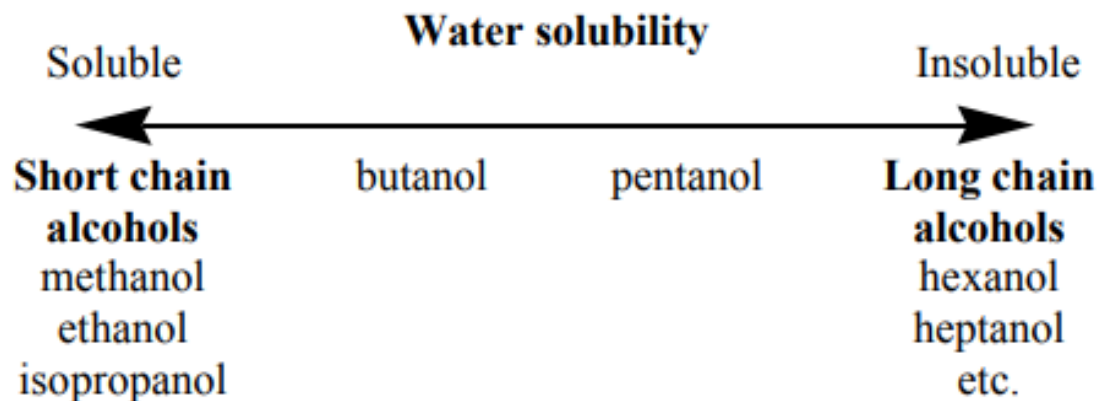 Water solubility
Soluble Insoluble
Short chain butanol pentanol Long chain
alcohols alcohols
methanol hexanol
ethanol heptanol
isopropanol etc.